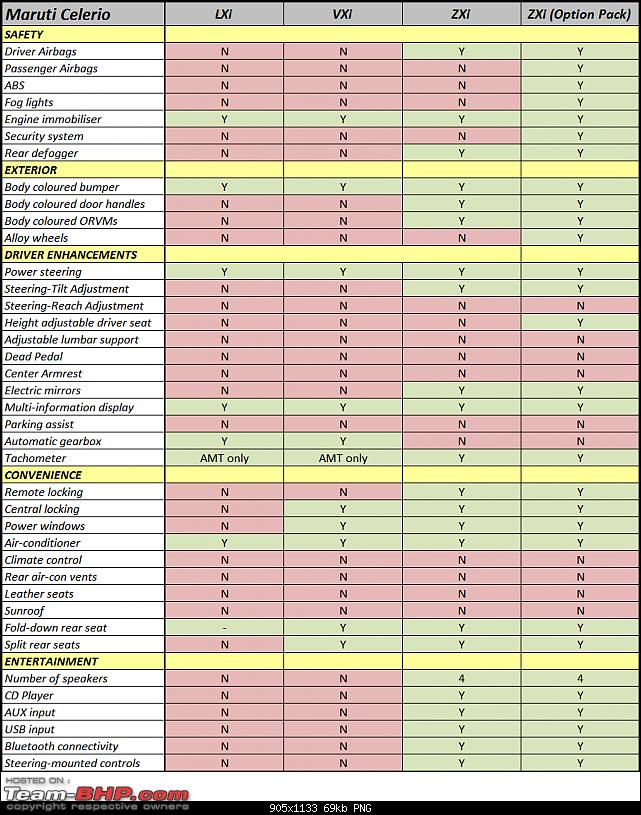 Maruti Celerio LXi VXi ZXi ZXi (Option Pack)
SAFETY
Driver Airbags N N Y Y
Passenger Airbags N N N Y
ABS N N N Y
Fog lights N N N Y
Engine immobiliser Y Y Y Y
Security system N N N Y
Rear defogger N N Y Y
EXTERIOR
Body coloured bumper Y Y Y Y
Body coloured door handles N N Y Y
Body coloured ORVMs N N Y Y
Alloy wheels N N N Y
DRIVER ENHANCEMENTS
Power steering Y Y Y Y
Steering-Tilt Adjustment N N Y Y
Steering-Reach Adjustment N N N N
Height adjustable driver seat N N N Y
Adjustable lumbar support N N N N
Dead Pedal N N N N
Center Armrest N N N N
Electric mirrors N N Y Y
Multi-information display Y Y Y Y
Parking assist N N N N
Automatic gearbox Y Y N N
Tachometer AMT only AMT only Y Y
CONVENIENCE
Remote locking N N Y Y
Central locking N Y Y Y
Power windows N Y Y Y
Air-conditioner Y Y Y Y
Climate control N N N N
Rear air-con vents N N N N
Leather seats N N N N
Sunroof N N N N
Fold-down rear seat - Y Y Y
Split rear seats N Y Y Y
ENTERTAINMENT
Number of speakers N N 4 4
CD Player N N Y Y
AUX input N N Y Y
USB input N N Y Y
Bluetooth connectivity N N Y Y
Steering-mounted controls N N Y Y
HOSTED ON :
Team-BHP.com
copyright respective owners
905x1133 69kb PNG